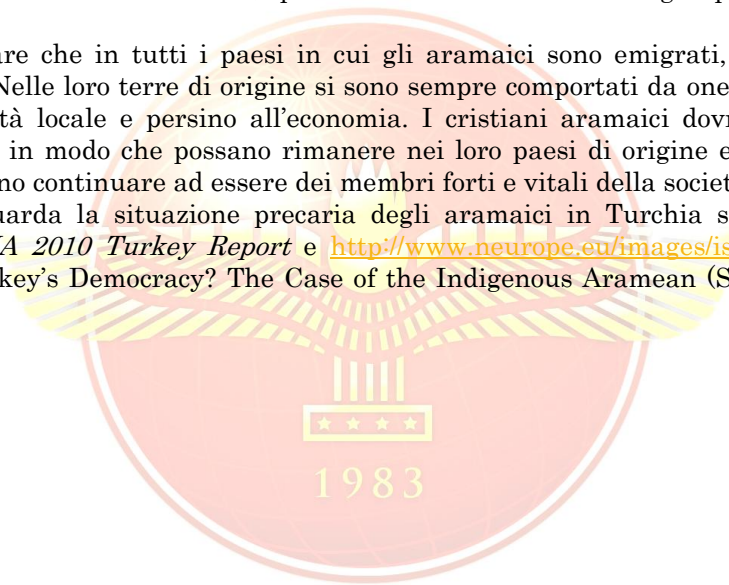 are che in tutti i paesi in cui gli aramaici sono emigrati,
Nelle loro terre di origine si sono sempre comportati da one
tà locale e persino all’economia. I cristiani aramaici dovr
in modo che possano rimanere nei loro paesi di origine e
no continuare ad essere dei membri forti e vitali della societ
uarda la situazione precaria degli aramaici in Turchia s
A 2010 Turkey Report e http://www.neurope.eu/images/is
key’s Democracy? The Case of the Indigenous Aramean (S
1983